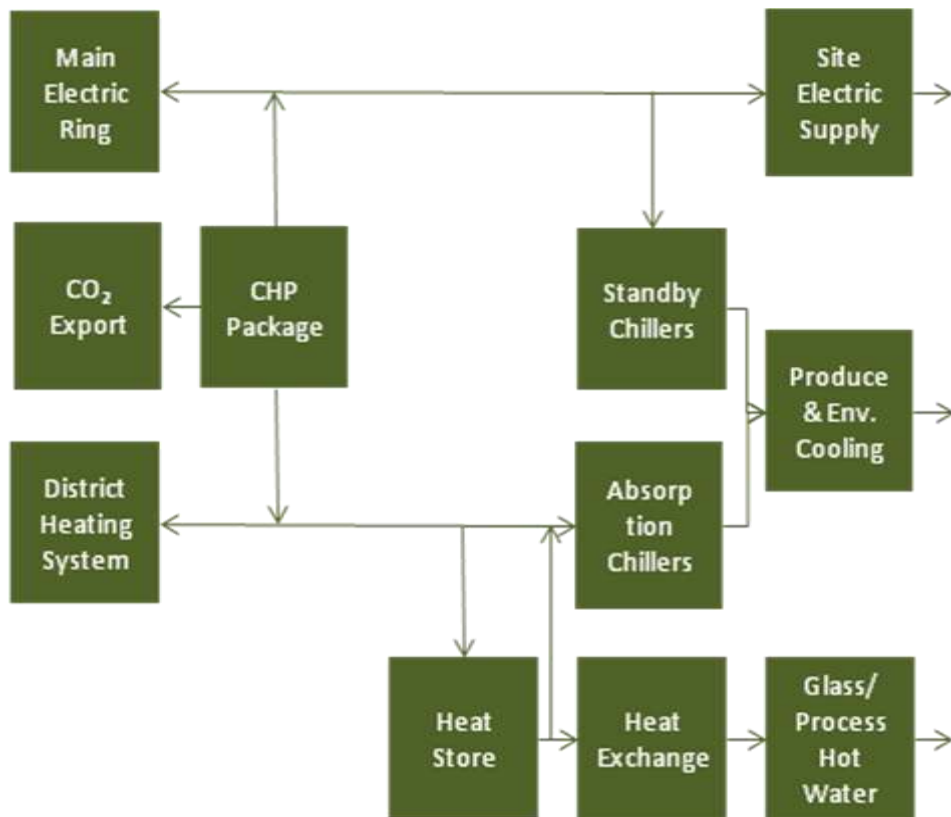 Main
Electric
Ring
Site
Electric
Supply
CO₂
Export
CHP
Package
Standby
Chillers
Produce
& Env.
Cooling
District
Heating
System
Absorp
tion
Chillers
Heat
Store
Heat
Exchange
Glass/
Process
Hot
Water